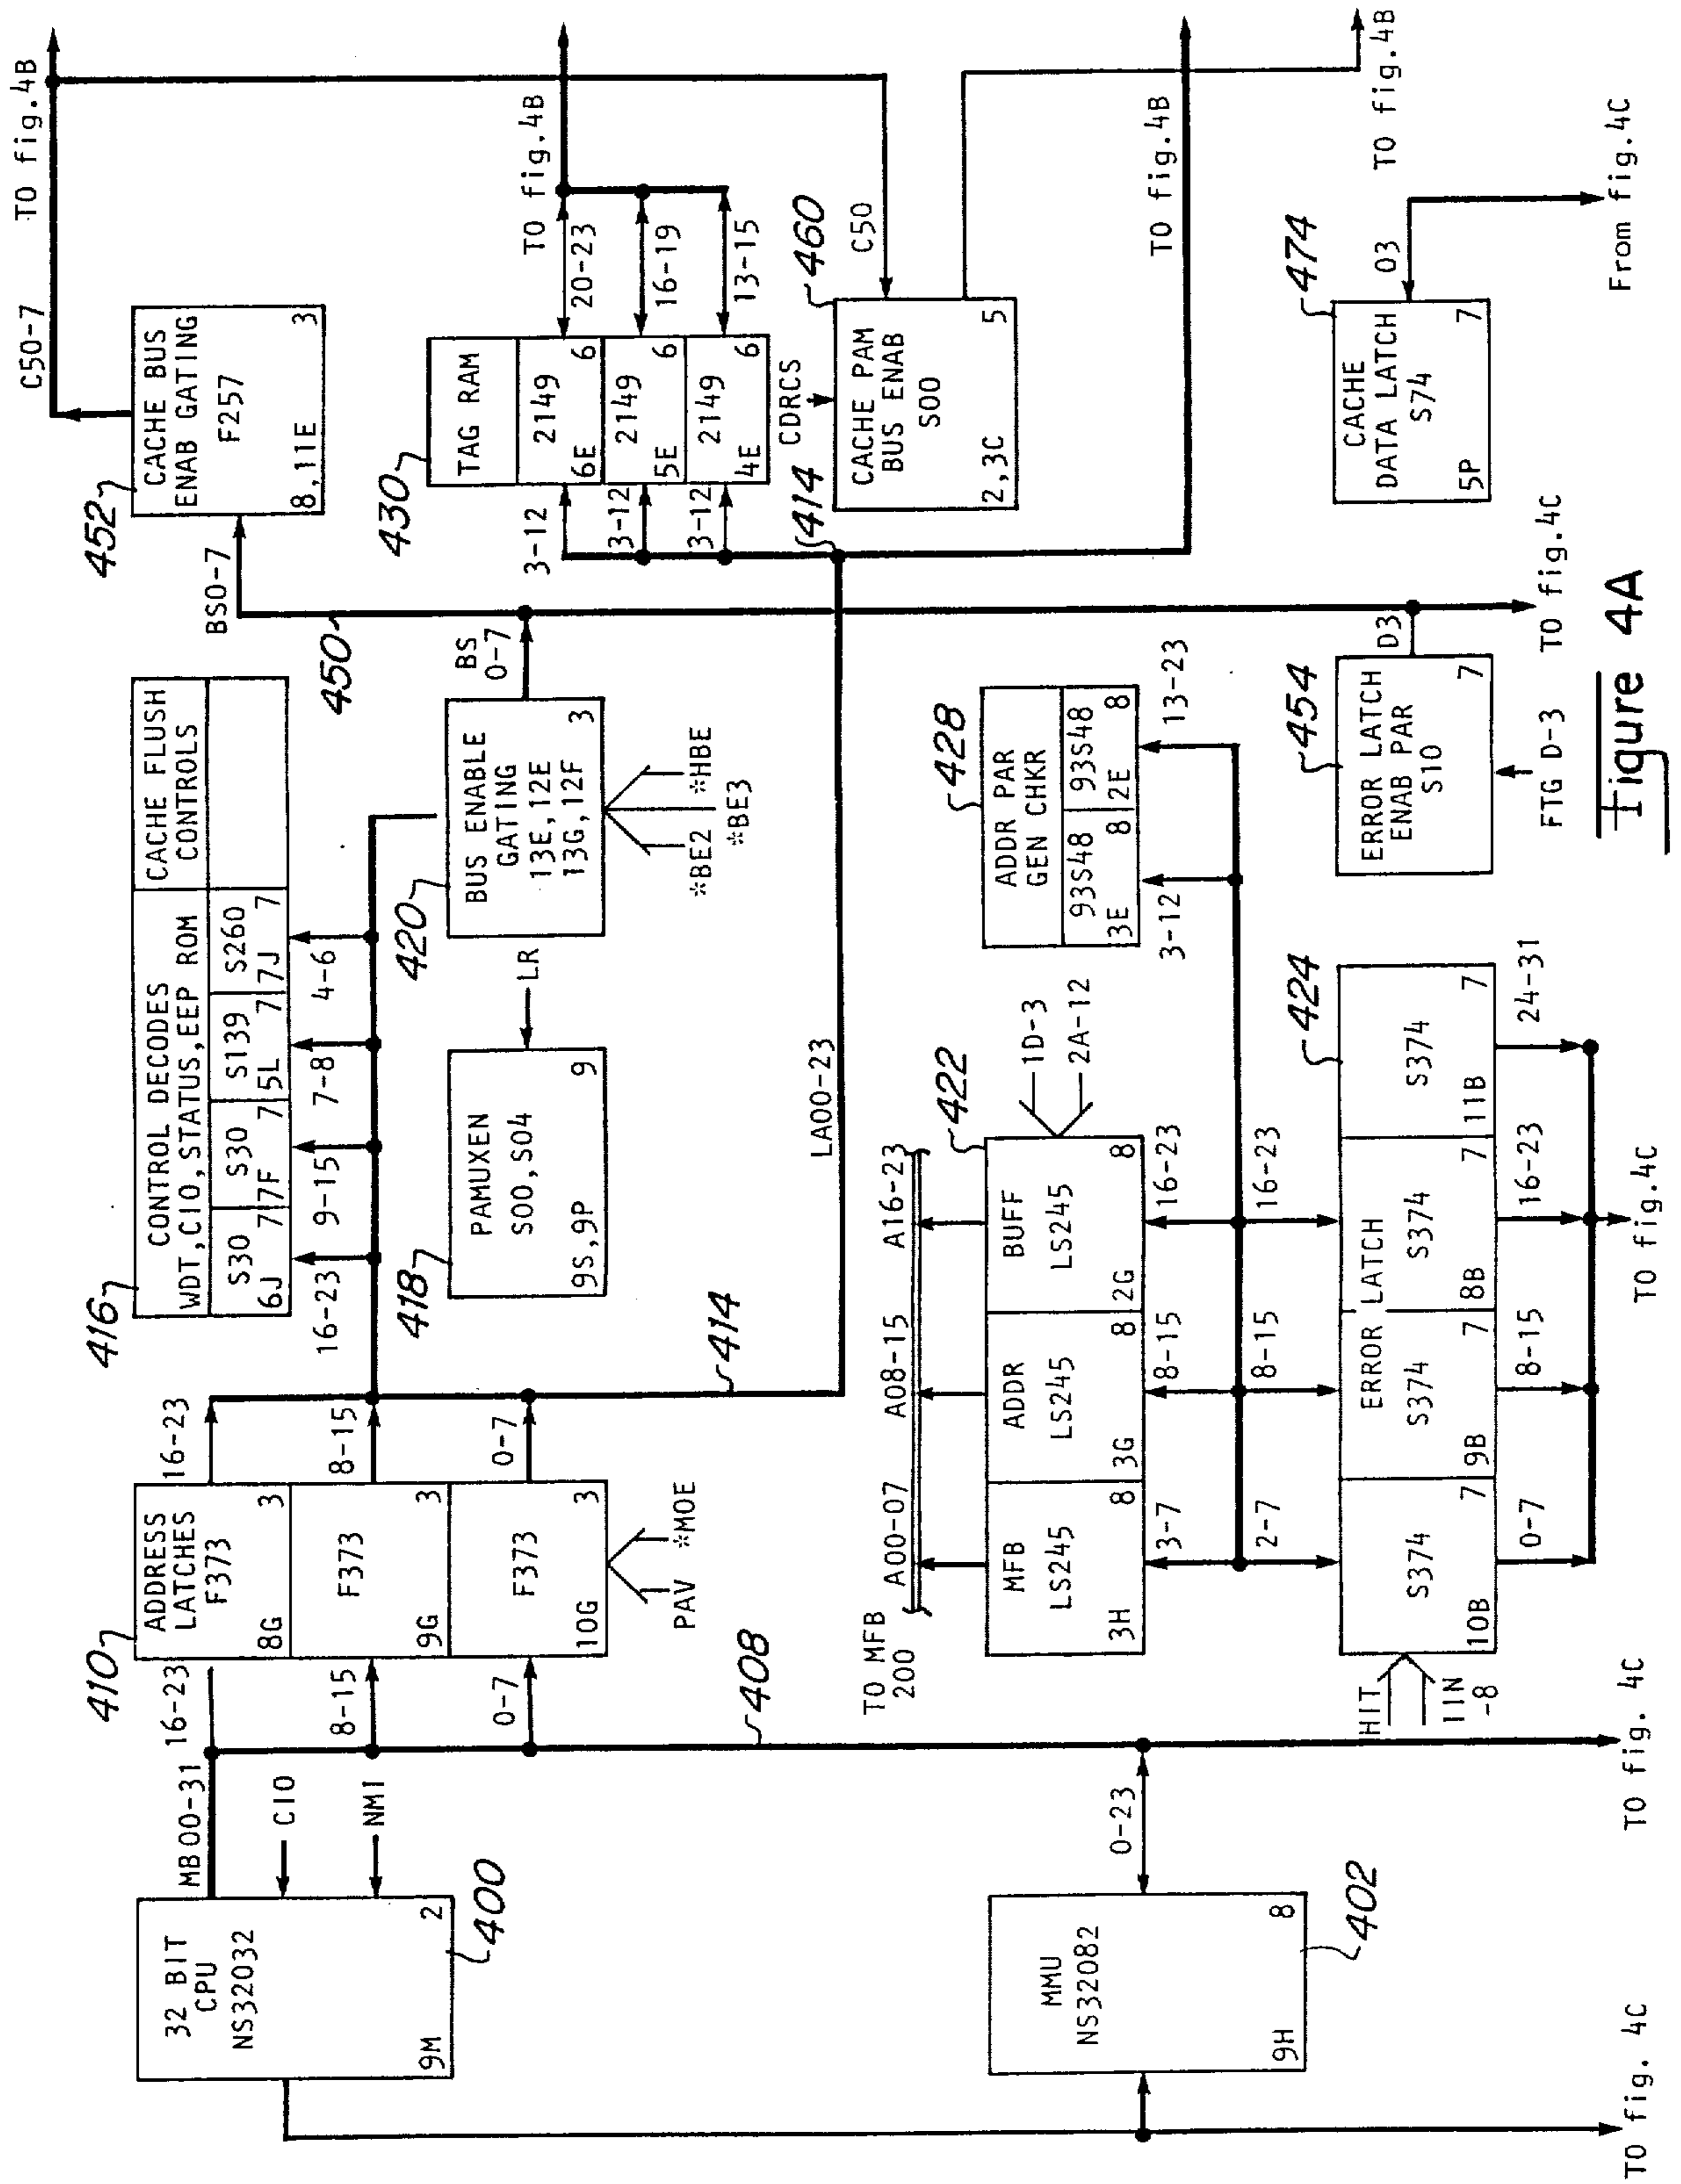 32 BIT
CPU
NS32032
9M
2
400
MB00-31
CIO
NMI
16-23
8-15
0-7
410
ADDRESS
LATCHES
F373
8G
3
F373
9G
3
F373
10G
3
PAV
*MOE
16-23
8-15
0-7
408
414
416
CONTROL DECODES
WDT,CIO,STATUS,EEP ROM
CACHE FLUSH
CONTROLS
S30
6J
7
S30
7F
7
S139
5L
7
S260
7J
7
16-23
9-15
7-8
4-6
418
PAMUXEN
S00,S04
9S,9P
9
LR
420
BUS ENABLE
GATING
13E,12E
13G,12F
3
*BE2
*BE3
*HBE
BS
0-7
450
BS0-7
452
CACHE BUS
ENAB GATING
F257
8,11E
3
C50-7
TO fig.4B
430
TAG RAM
2149
6E
6
2149
5E
6
2149
4E
6
3-12
3-12
3-12
20-23
16-19
13-15
TO fig.4B
414
LA00-23
CDRCS
460
CACHE PAM
BUS ENAB
S00
2,3C
5
C50
TO fig.4B
TO fig.4B
MMU
NS32082
9H
8
402
0-23
TO MFB
200
A00-07
A08-15
A16-23
422
MFB
LS245
3H
8
ADDR
LS245
3G
8
BUFF
LS245
2G
8
1D-3
2A-12
3-7
8-15
16-23
2-7
8-15
16-23
428
ADDR PAR
GEN CHKR
93S48
3E
8
93S48
2E
8
3-12
13-23
424
ERROR LATCH
S374
10B
7
S374
9B
7
S374
8B
7
S374
11B
7
HIT
11N
-8
0-7
8-15
16-23
24-31
454
ERROR LATCH
ENAB PAR
S10
7
D3
FTG D-3
474
CACHE
DATA LATCH
S74
5P
7
03
TO fig. 4C
TO fig. 4C
TO fig.4C
TO fig.4C
From fig.4C
Figure 4A